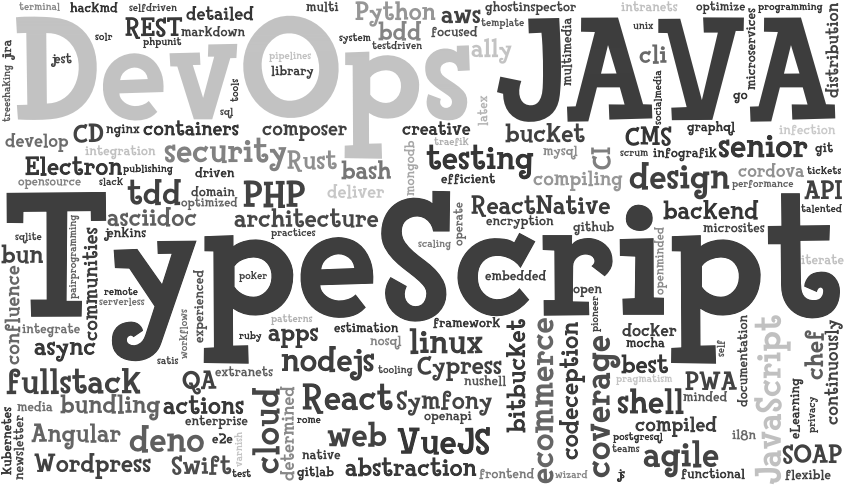 terminal
hackmd
selfdriven
detailed
multi
Python
aws
ghostinspector
intranets
optimize
programming
REST
markdown
phpunit
solr
bdd
focused
template
unix
DevOps
JAVA
jra
jest
treeshaking
pipelines
library
system
testdriven
ally
multimedia
cli
socialmedia
microservices
go
distribution
tools
sql
latex
develop
CD
nginx
containers
composer
creative
traefik
bucket
CMS
graphql
infection
integration
security
Rust
bash
mongodb
testing
mysql
CI
scrum
infografik
senior
git
Electron
publishing
driven
efficient
compiling
design
cordova
tickets
opensource
slack
tdd
domain
optimized
PHP
deliver
performance
API
asciidoc
architecture
ReactNative
backend
talented
jenkins
practices
operate
encryption
github
microsites
TypeScript
sqlite
bun
pairprogramming
communities
scaling
openminded
iterate
confluence
remote
serverless
poker
embedded
open
pioneer
integrate
async
satis
workflows
experienced
ruby
patterns
apps
estimation
nosql
framework
linux
docker
mocha
self
documentation
JavaScript
chef
continuously
fullstack
QA
extranets
nodejs
tooling
Cypress
nushell
bitbucket
ecommerce
codeception
coverage
best
pragmatism
PWA
minded
eLearning
privacy
Kubernetes
newsletter
media
bundling
actions
enterprise
cloud
determined
React
rome
Symfony
openapi
shell
compiled
Angular
deno
e2e
varnish
web
VueJS
postgresql
teams
il8n
SOAP
Wordpress
Swift
test
native
gitlab
abstraction
frontend
wizard
js
agile
functional
flexible